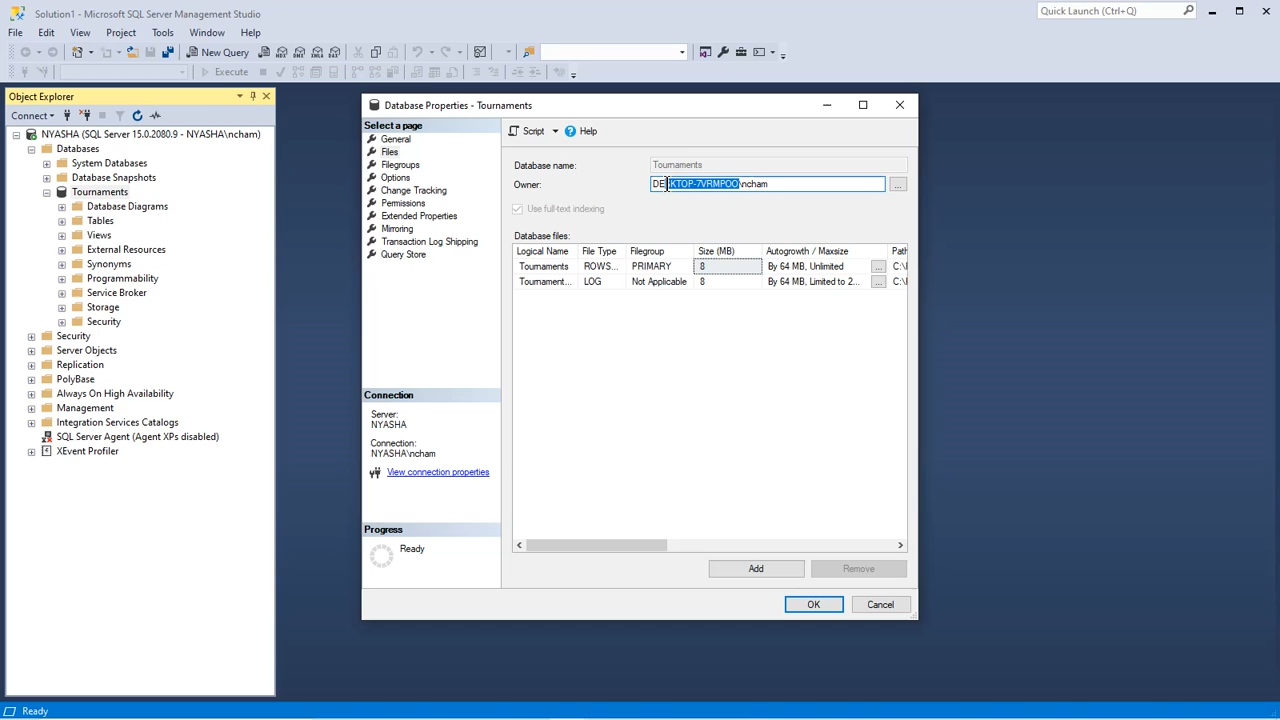 Solution1 - Microsoft SQL Server Management Studio
Quick Launch (Ctrl+Q)
File Edit View Project Tools Window Help
New Query
Execute
Object Explorer
Connect
NYASHA (SQL Server 15.0.2080.9 - NYASHA\ncham)
Databases
System Databases
Database Snapshots
Tournaments
Database Diagrams
Tables
Views
External Resources
Synonyms
Programmability
Service Broker
Storage
Security
Security
Server Objects
Replication
PolyBase
Always On High Availability
Management
Integration Services Catalogs
SQL Server Agent (Agent XPs disabled)
XEvent Profiler
Database Properties - Tournaments
Select a page
General
Files
Filegroups
Options
Change Tracking
Permissions
Extended Properties
Mirroring
Transaction Log Shipping
Query Store
Connection
Server:
NYASHA
Connection:
NYASHA\ncham
View connection properties
Progress
Ready
Script Help
Database name: Tournaments
Owner: DESKTOP-7VRMPOO\ncham ...
Use full-text indexing
Database files:
Logical Name File Type Filegroup Size (MB) Autogrowth / Maxsize Path
Tournaments ROWS... PRIMARY 8 By 64 MB, Unlimited ... C:\
Tournament... LOG Not Applicable 8 By 64 MB, Limited to 2... ... C:\
Add Remove
OK Cancel
Ready